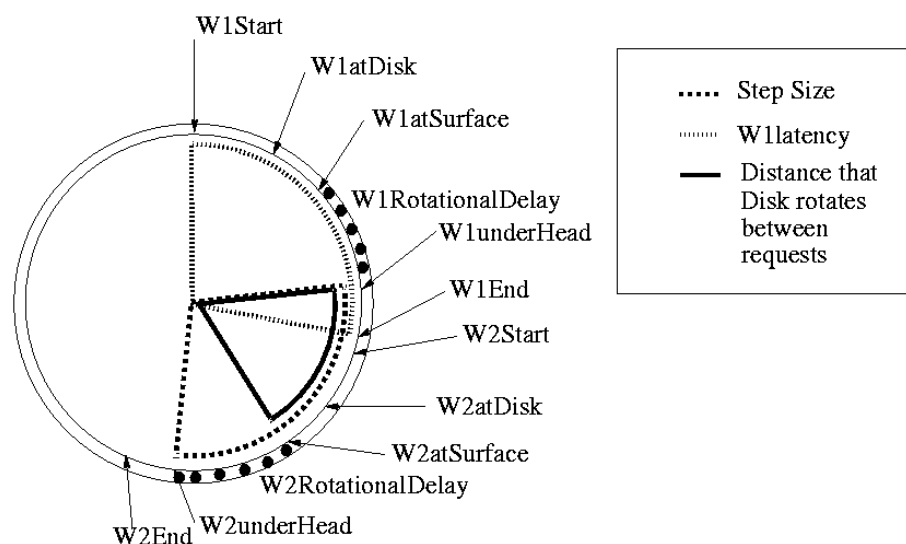 W1Start
W1atDisk
W1atSurface
W1RotationalDelay
W1underHead
W1End
W2Start
W2atDisk
W2atSurface
W2RotationalDelay
W2underHead
W2End
Step Size
W1latency
Distance that
Disk rotates
between
requests